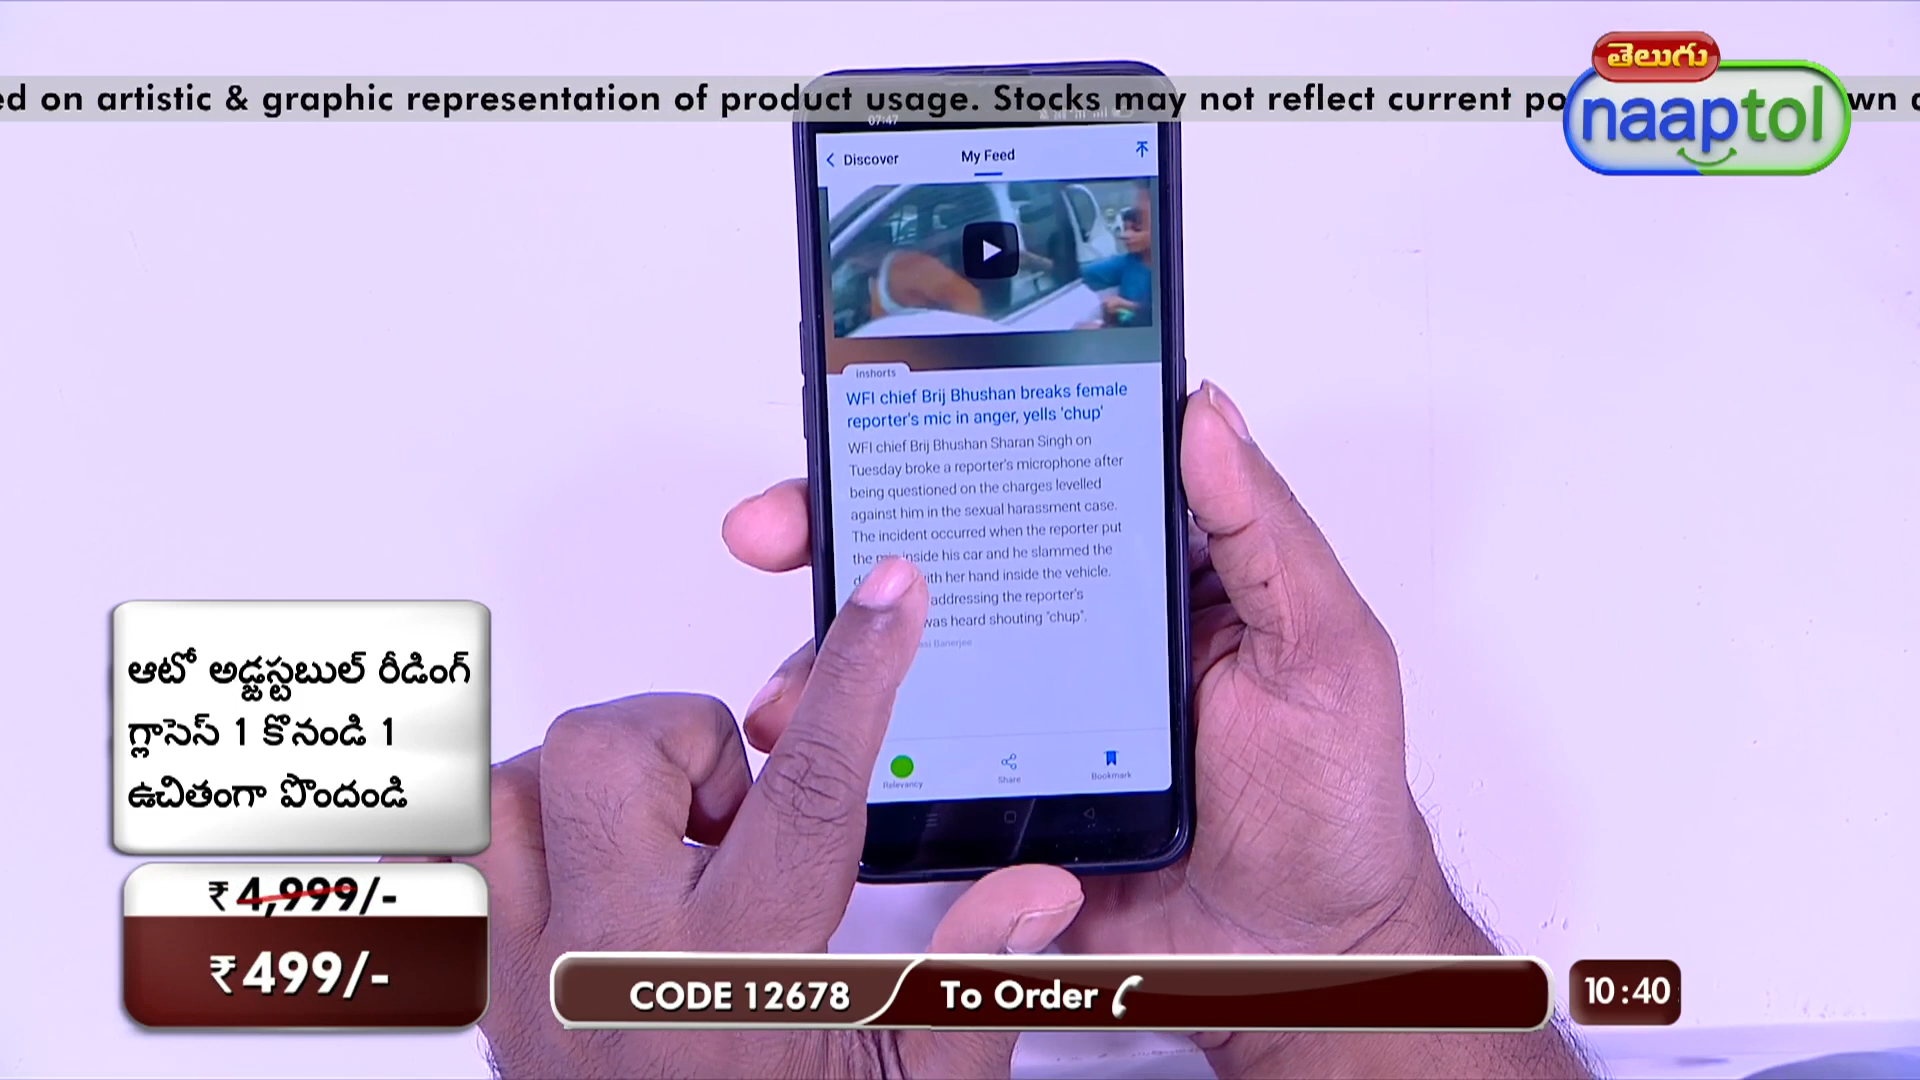 తెలుగు
naaptol
ed on artistic & graphic representation of product usage. Stocks may not reflect current po
wn
07:47
Discover
My Feed
inshorts
WFI chief Brij Bhushan breaks female
reporter's mic in anger, yells 'chup'
WFI chief Brij Bhushan Sharan Singh on
Tuesday broke a reporter's microphone after
being questioned on the charges levelled
against him in the sexual harassment case.
The incident occurred when the reporter put
the mic inside his car and he slammed the
with her hand inside the vehicle.
addressing the reporter's
was heard shouting "chup".
Banerjee
Relevancy
Share
Bookmark
ఆటో అడ్జస్టబుల్ రీడింగ్
గ్లాసెస్ 1 కొనండి 1
ఉచితంగా పొందండి
₹4,999/-
₹499/-
CODE 12678
To Order
10:40